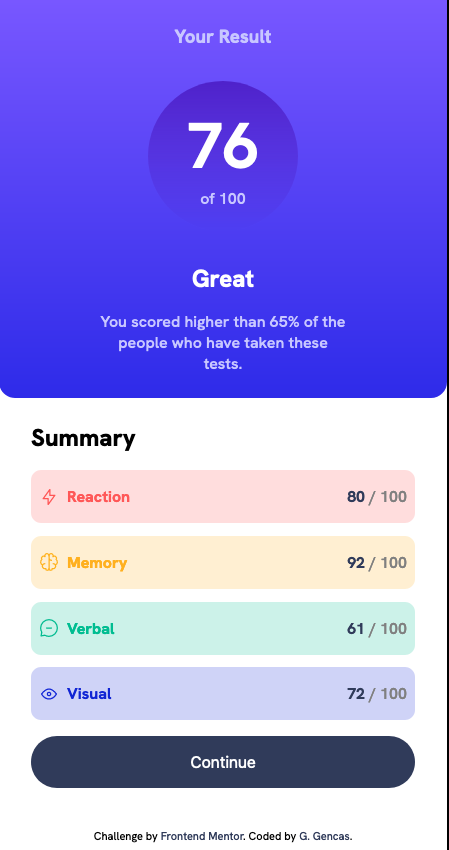 Your Result
76
of 100
Great
You scored higher than 65% of the
people who have taken these
tests.
Summary
Reaction 80 / 100
Memory 92 / 100
Verbal 61 / 100
Visual 72 / 100
Continue
Challenge by Frontend Mentor. Coded by G. Gencas.